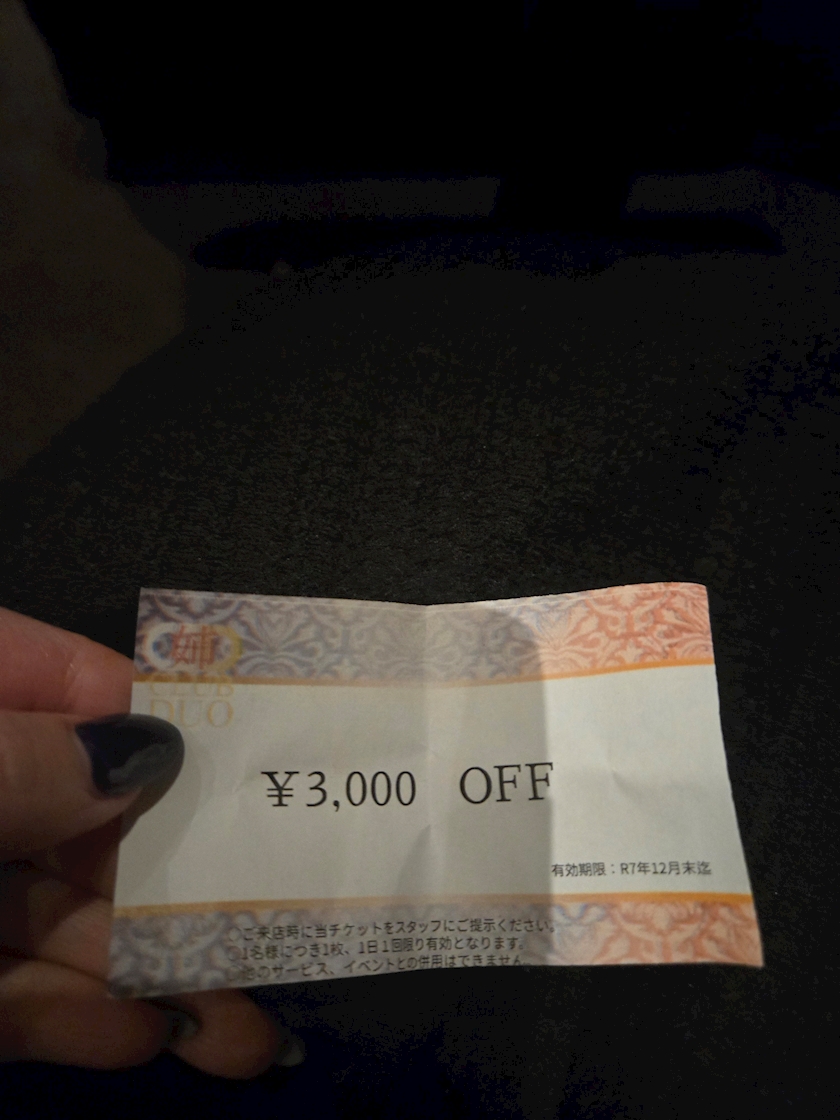 CLUB
DUO
¥3,000 OFF
有効期限：R7年12月末迄
○ご来店時に当チケットをスタッフにご提示ください。
○1名様につき1枚、1日1回限り有効となります。
○他のサービス、イベントとの併用はできません。